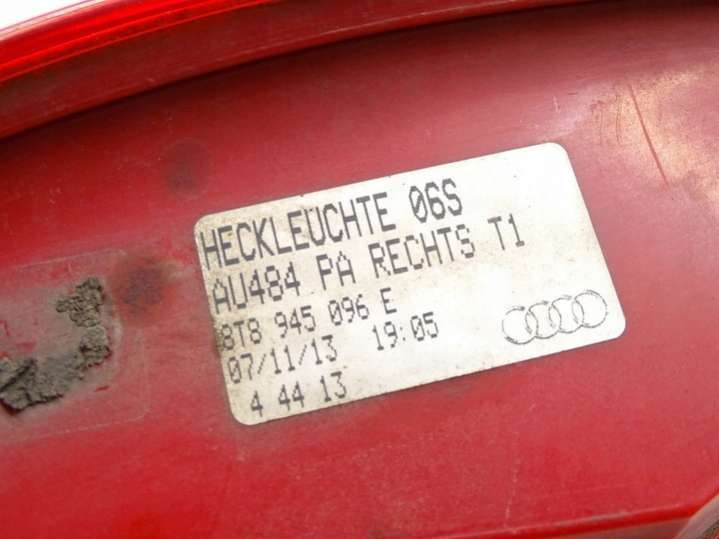 HECKLEUCHTE 06S
AU484 PA RECHTS T1
8T8 945 096 E
07/11/13 19:05
4 44 13